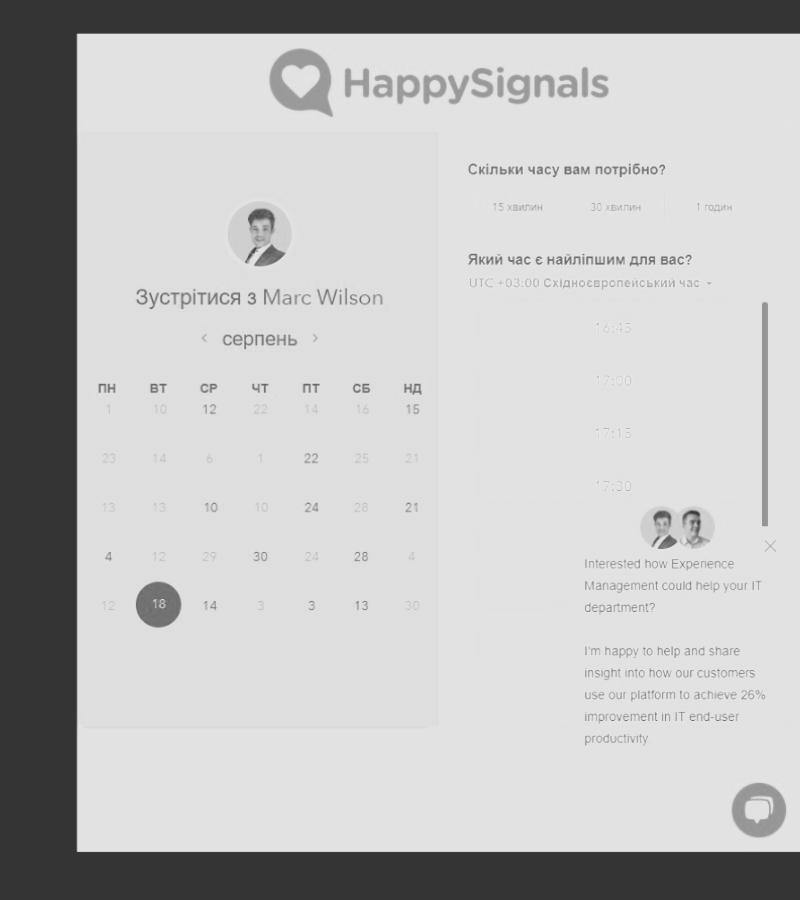 HappySignals
Зустрітися з Marc Wilson
серпень
ПН ВТ СР ЧТ ПТ СБ НД
1 10 12 22 14 16 15
23 14 6 1 22 25 21
13 13 10 10 24 28 21
4 12 29 30 24 28 4
12 18 14 3 3 13 30
Скільки часу вам потрібно?
15 хвилин 30 хвилин 1 годин
Який час є найліпшим для вас?
UTC +03:00 Східноєвропейський час
16:45
17:00
17:15
17:30
Interested how Experience
Management could help your IT
department?
I'm happy to help and share
insight into how our customers
use our platform to achieve 26%
improvement in IT end-user
productivity